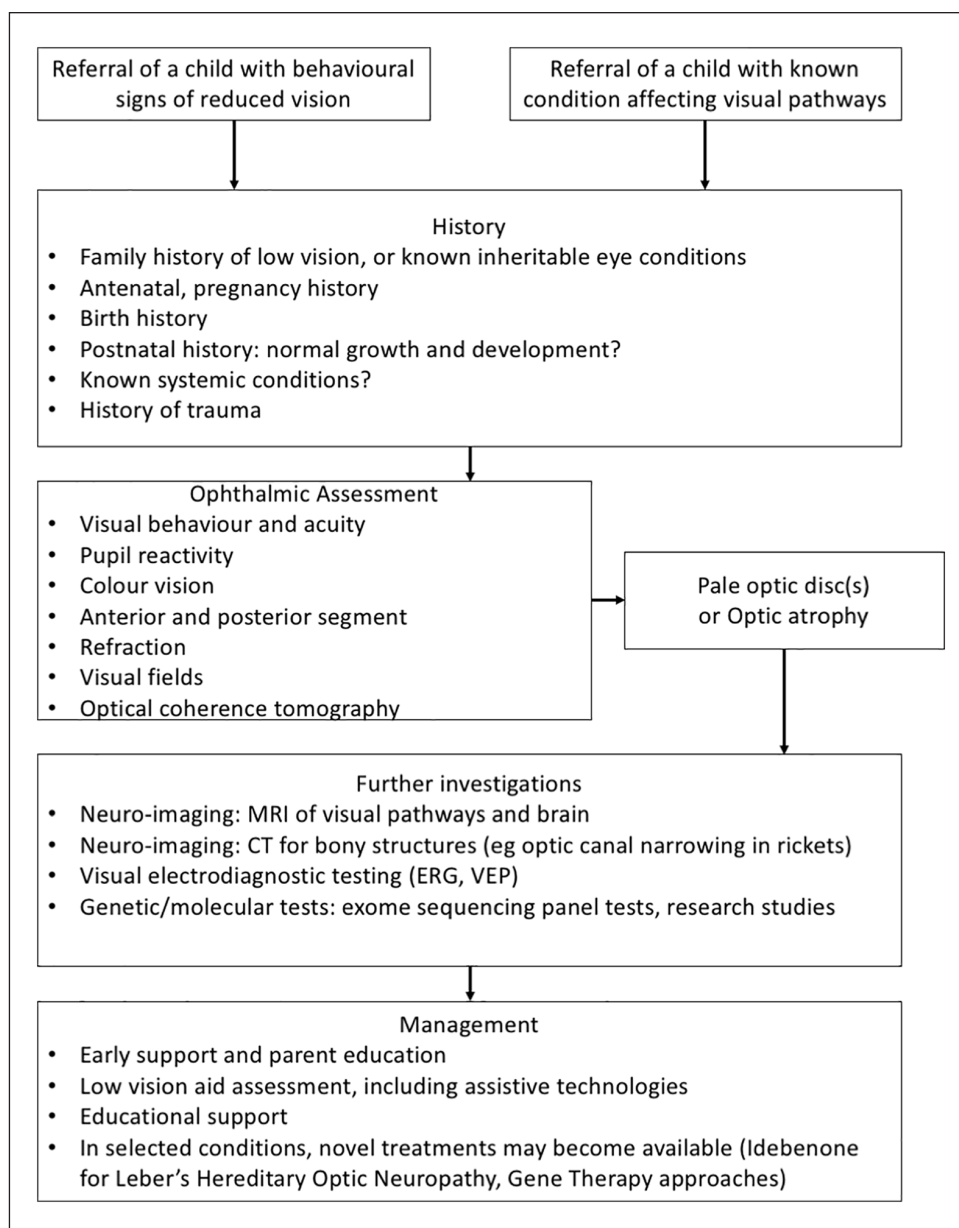 Referral of a child with behavioural
signs of reduced vision
Referral of a child with known
condition affecting visual pathways
History
• Family history of low vision, or known inheritable eye conditions
• Antenatal, pregnancy history
• Birth history
• Postnatal history: normal growth and development?
• Known systemic conditions?
• History of trauma
Ophthalmic Assessment
• Visual behaviour and acuity
• Pupil reactivity
• Colour vision
• Anterior and posterior segment
• Refraction
• Visual fields
• Optical coherence tomography
Pale optic disc(s)
or Optic atrophy
Further investigations
• Neuro-imaging: MRI of visual pathways and brain
• Neuro-imaging: CT for bony structures (eg optic canal narrowing in rickets)
• Visual electrodiagnostic testing (ERG, VEP)
• Genetic/molecular tests: exome sequencing panel tests, research studies
Management
• Early support and parent education
• Low vision aid assessment, including assistive technologies
• Educational support
• In selected conditions, novel treatments may become available (Idebenone
for Leber’s Hereditary Optic Neuropathy, Gene Therapy approaches)